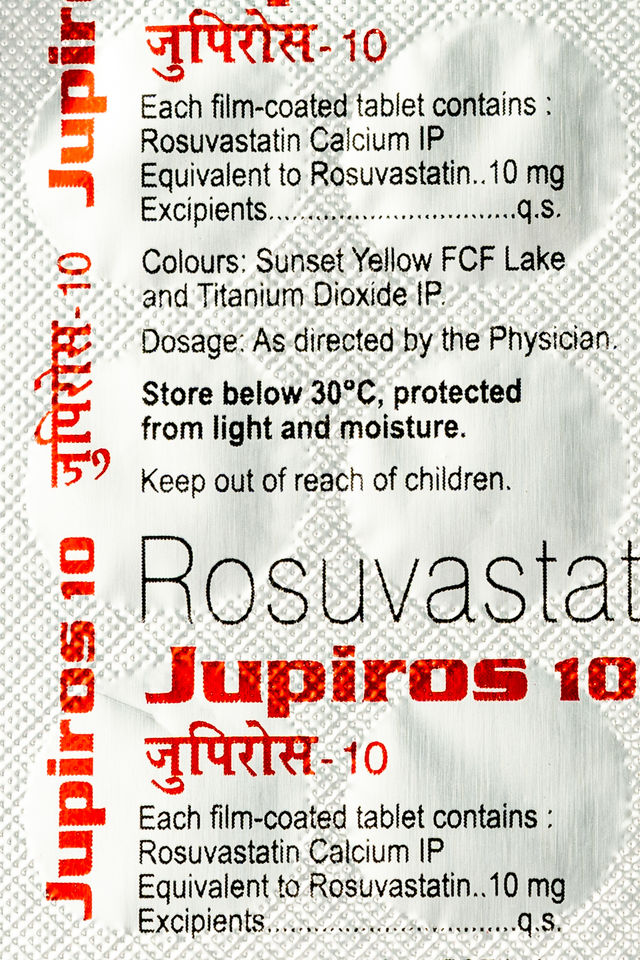 जुपिरोस - 10
Each film-coated tablet contains :
Rosuvastatin Calcium IP
Equivalent to Rosuvastatin..10 mg
Excipients.................................q.s.
Colours: Sunset Yellow FCF Lake
and Titanium Dioxide IP.
Dosage: As directed by the Physician.
Store below 30°C, protected
from light and moisture.
Keep out of reach of children.
Rosuvastat
Jupiros 10
जुपिरोस - 10
Each film-coated tablet contains :
Rosuvastatin Calcium IP
Equivalent to Rosuvastatin..10 mg
Excipients.................................q.s.
Jupiros 10
जुपिरोस - 10
Jupiro